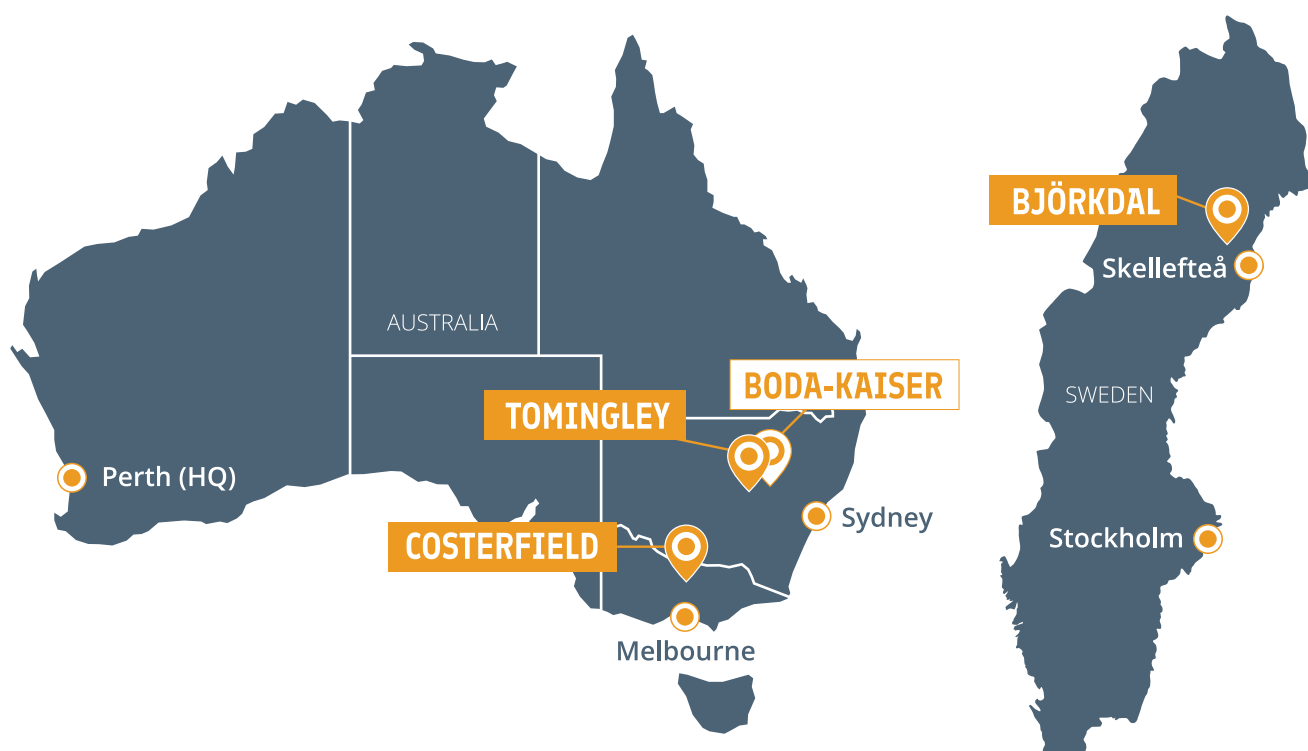 BJÖRKDAL
Skellefteå
AUSTRALIA
BODA-KAISER
SWEDEN
TOMINGLEY
Perth (HQ)
Sydney
COSTERFIELD
Stockholm
Melbourne